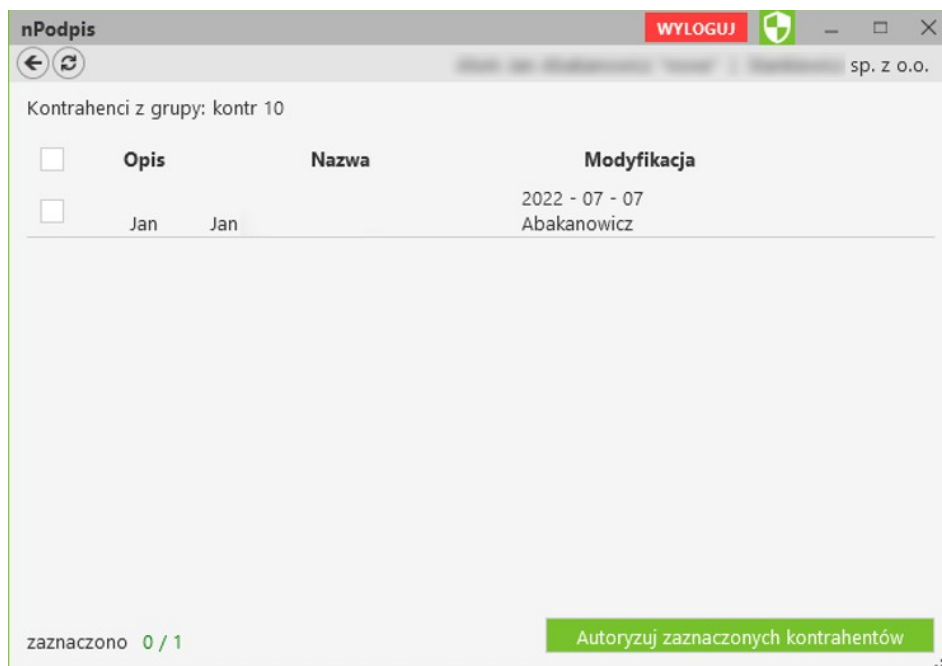 nPodpis WYLOGUJ
sp. z o.o.
Kontrahenci z grupy: kontr 10
Opis Nazwa Modyfikacja
2022 - 07 - 07
Jan Jan Abakanowicz
zaznaczono 0 / 1 Autoryzuj zaznaczonych kontrahentów